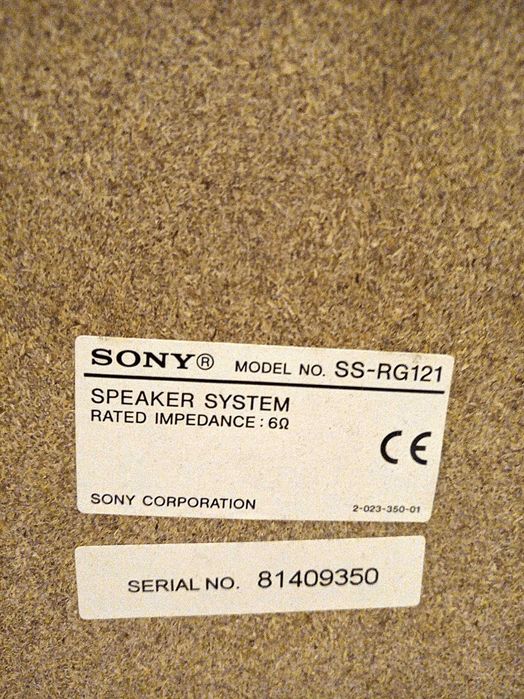 SONY® MODEL NO. SS-RG121
SPEAKER SYSTEM
RATED IMPEDANCE : 6Ω
CE
SONY CORPORATION 2-023-350-01
SERIAL NO. 81409350